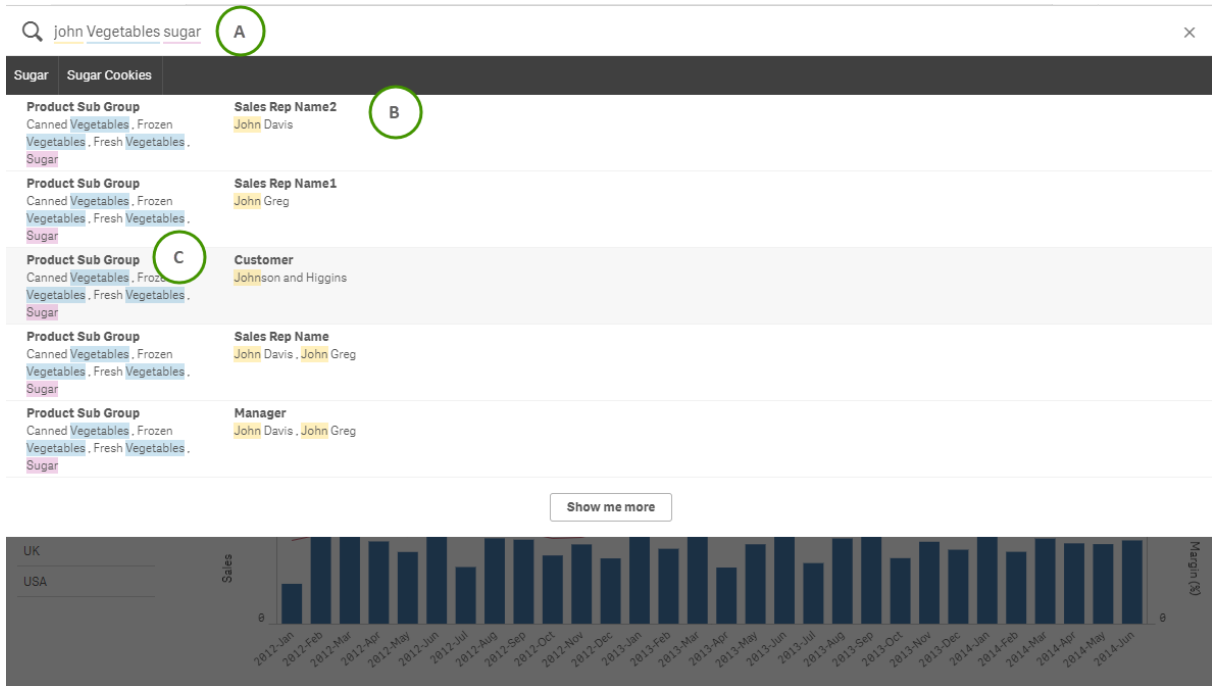 john Vegetables sugar
A
Sugar Sugar Cookies
Product Sub Group
Canned Vegetables , Frozen
Vegetables , Fresh Vegetables ,
Sugar
Sales Rep Name2
John Davis
B
Product Sub Group
Canned Vegetables , Frozen
Vegetables , Fresh Vegetables ,
Sugar
Sales Rep Name1
John Greg
Product Sub Group
Canned Vegetables , Froze
Vegetables , Fresh Vegetables ,
Sugar
C
Customer
Johnson and Higgins
Product Sub Group
Canned Vegetables , Frozen
Vegetables , Fresh Vegetables ,
Sugar
Sales Rep Name
John Davis , John Greg
Product Sub Group
Canned Vegetables , Frozen
Vegetables , Fresh Vegetables ,
Sugar
Manager
John Davis , John Greg
Show me more
UK
USA
Sales
0
2012-Jan
2012-Feb
2012-Mar
2012-Apr
2012-May
2012-Jun
2012-Jul
2012-Aug
2012-Sep
2012-Oct
2012-Nov
2012-Dec
2013-Jan
2013-Feb
2013-Mar
2013-Apr
2013-May
2013-Jun
2013-Jul
2013-Aug
2013-Sep
2013-Oct
2013-Nov
2013-Dec
2014-Jan
2014-Feb
2014-Mar
2014-Apr
2014-May
2014-Jun
0
Margin (%)